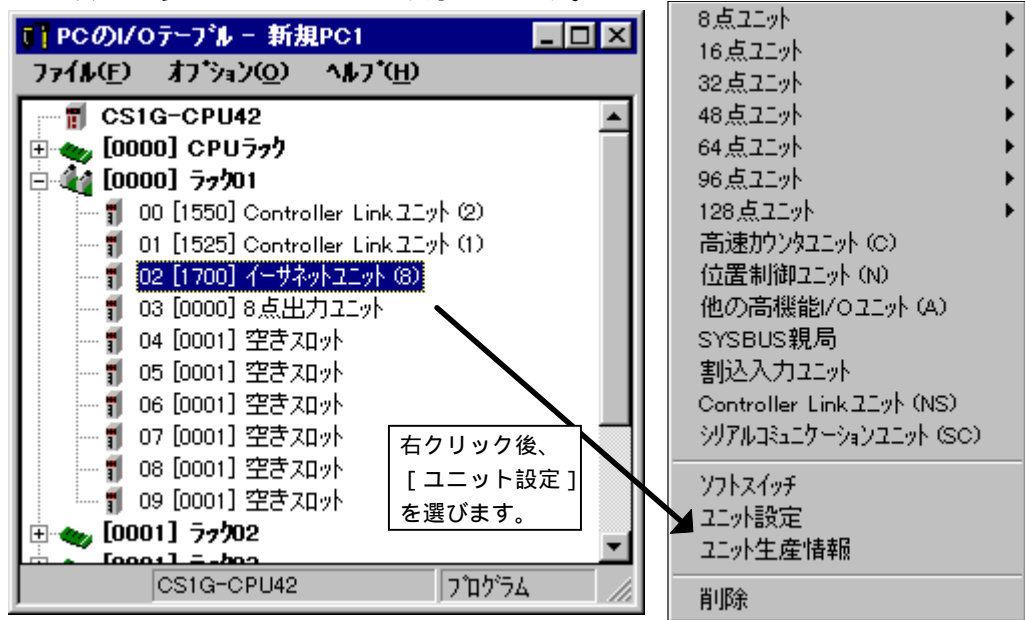 PCのI/Oテーブル - 新規PC1
ファイル(F) オプション(O) ヘルプ(H)
CS1G-CPU42
[0000] CPUラック
[0000] ラック01
00 [1550] Controller Linkユニット (2)
01 [1525] Controller Linkユニット (1)
02 [1700] イーサネットユニット (8)
03 [0000] 8点出力ユニット
04 [0001] 空きスロット
05 [0001] 空きスロット
06 [0001] 空きスロット
07 [0001] 空きスロット
08 [0001] 空きスロット
09 [0001] 空きスロット
[0001] ラック02
CS1G-CPU42
プログラム
右クリック後、
[ユニット設定]
を選びます。
8点ユニット
16点ユニット
32点ユニット
48点ユニット
64点ユニット
96点ユニット
128点ユニット
高速カウンタユニット (C)
位置制御ユニット (N)
他の高機能I/Oユニット (A)
SYSBUS親局
割込入力ユニット
Controller Linkユニット (NS)
シリアルコミュニケーションユニット (SC)
ソフトスイッチ
ユニット設定
ユニット生産情報
削除